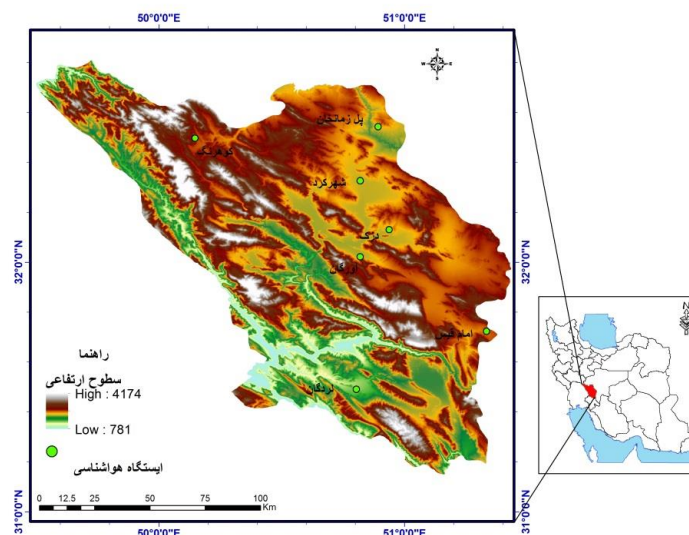 50°0'0"E
51°0'0"E
N
W
E
S
پل زمانخان
کوهرنگ
شهرکرد
دزک
32°0'0"N
32°0'0"N
اورگان
امام قیس
لردگان
راهنما
سطوح ارتفاعی
High : 4174
Low : 781
ایستگاه هواشناسی
0 12.5 25 50 75 100
Km
31°0'0"N
31°0'0"N
50°0'0"E
51°0'0"E